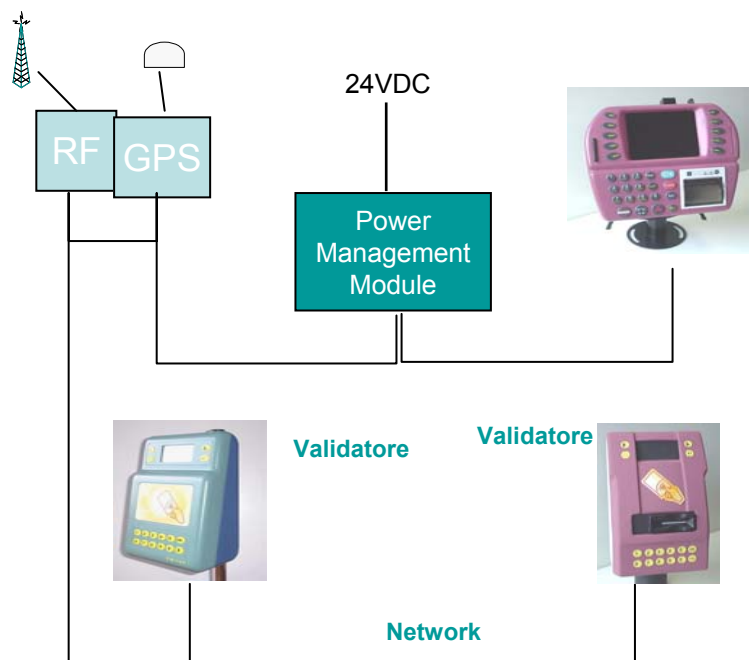 24VDC
RF
GPS
Power
Management
Module
Validatore
Validatore
Network